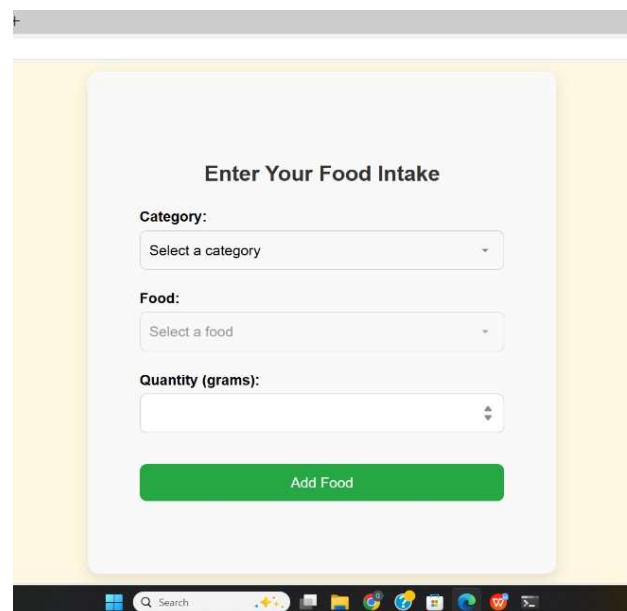 +
Enter Your Food Intake
Category:
Select a category
Food:
Select a food
Quantity (grams):
Add Food
Search